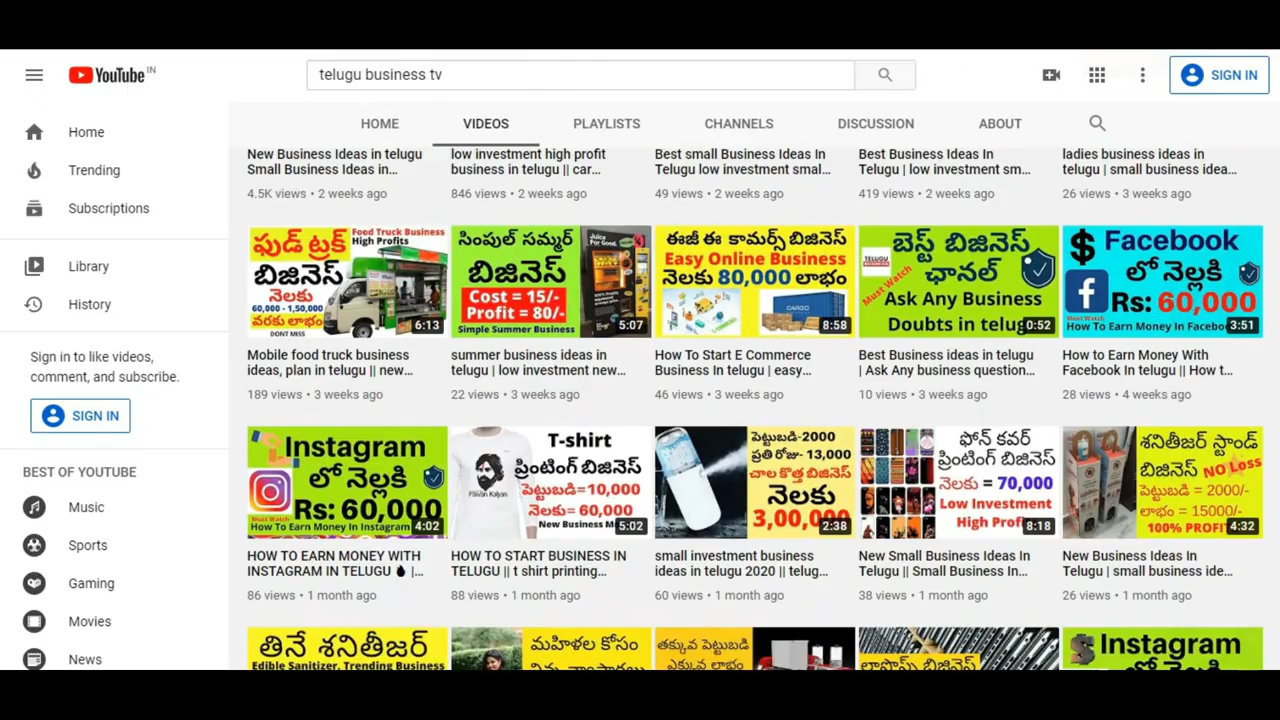 YouTube IN
telugu business tv
SIGN IN
HOME
VIDEOS
PLAYLISTS
CHANNELS
DISCUSSION
ABOUT
Home
Trending
Subscriptions
Library
History
Sign in to like videos,
comment, and subscribe.
SIGN IN
BEST OF YOUTUBE
Music
Sports
Gaming
Movies
News
New Business Ideas in telugu
Small Business Ideas in...
4.5K views • 2 weeks ago
low investment high profit
business in telugu || car...
846 views • 2 weeks ago
Best small Business Ideas In
Telugu low investment smal...
49 views • 2 weeks ago
Best Business Ideas In
Telugu | low investment sm...
419 views • 2 weeks ago
ladies business ideas in
telugu | small business idea...
26 views • 3 weeks ago
ఫుడ్ ట్రక్
Food Truck Business
High Profits
బిజినెస్
నెలకు
60,000 - 1,50,000
వరకు లాభం
DONT MISS
6:13
Mobile food truck business
ideas, plan in telugu || new...
189 views • 3 weeks ago
సింపుల్ సమ్మర్
బిజినెస్
Cost = 15/-
Profit = 80/-
Simple Summer Business
Juice
For Good.
5:07
summer business ideas in
telugu | low investment new...
22 views • 3 weeks ago
ఈజీ ఈ కామర్స్ బిజినెస్
Easy Online Business
నెలకు 80,000 లాభం
CARGO
8:58
How To Start E Commerce
Business In telugu | easy...
46 views • 3 weeks ago
బెస్ట్ బిజినెస్
ఛానల్
TELUGU
Must Watch
Ask Any Business
Doubts in telugu
0:52
Best Business ideas in telugu
| Ask Any business question...
10 views • 3 weeks ago
$ Facebook
లో నెల్లకి
Rs: 60,000
Must Watch
How To Earn Money In Facebo
3:51
How to Earn Money With
Facebook In telugu || How t...
28 views • 4 weeks ago
Instagram
లో నెల్లకి
Rs: 60,000
Must Watch
How To Earn Money In Instagram
4:02
HOW TO EARN MONEY WITH
INSTAGRAM IN TELUGU |...
86 views • 1 month ago
T-shirt
ప్రింటింగ్ బిజినెస్
పెట్టుబడి=10,000
నెలకు= 60,000
New Business M
Pawan Kalyan
5:02
HOW TO START BUSINESS IN
TELUGU || t shirt printing...
88 views • 1 month ago
పెట్టుబడి-2000
ప్రతి రోజు- 13,000
చాల కొత్త బిజినెస్
నెలకు
3,00,000
2:38
small investment business
ideas in telugu 2020 || telug...
60 views • 1 month ago
ఫోన్ కవర్
ప్రింటింగ్ బిజినెస్
నెలకు = 70,000
Low Investment
High Profi
8:18
New Small Business Ideas In
Telugu || Small Business In...
38 views • 1 month ago
శనితీజర్ స్టాండ్
బిజినెస్ NO Loss
పెట్టుబడి = 2000/-
లాభం = 15000/-
100% PROFIT
4:32
New Business Ideas In
Telugu | small business ide...
26 views • 1 month ago
తినే శనితీజర్
Edible Sanitizer, Trending Business
మహిళల కోసం
తక్కువ పెట్టుబడి
ఎక్కువ లాభం
Instagram